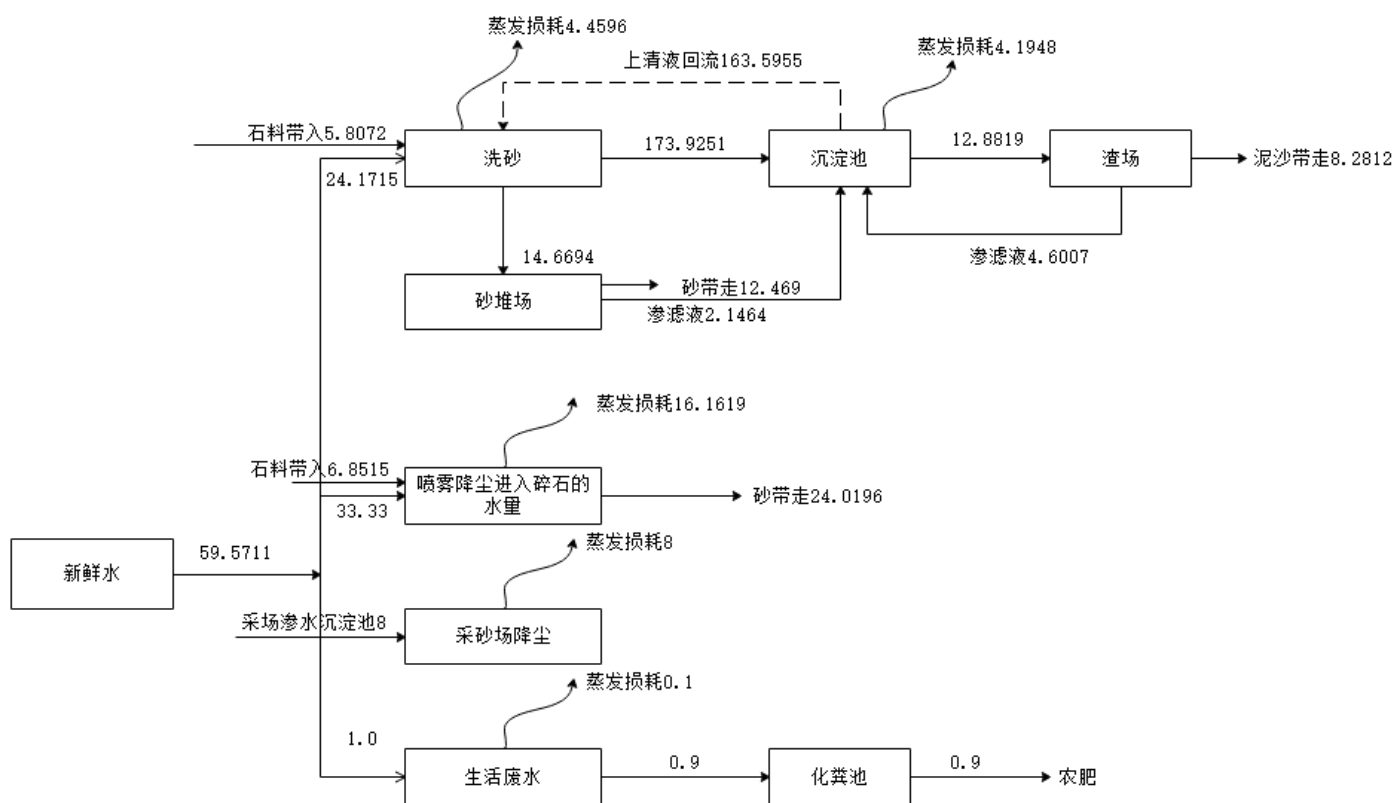 蒸发损耗4.4596
上清液回流163.5955
蒸发损耗4.1948
石料带入5.8072
24.1715
洗砂
173.9251
沉淀池
12.8819
渣场
泥沙带走8.2812
渗滤液4.6007
14.6694
砂堆场
砂带走12.469
渗滤液2.1464
蒸发损耗16.1619
石料带入6.8515
33.33
喷雾降尘进入碎石的
水量
砂带走24.0196
新鲜水
59.5711
蒸发损耗8
采场渗水沉淀池8
采砂场降尘
蒸发损耗0.1
1.0
生活废水
0.9
化粪池
0.9
农肥